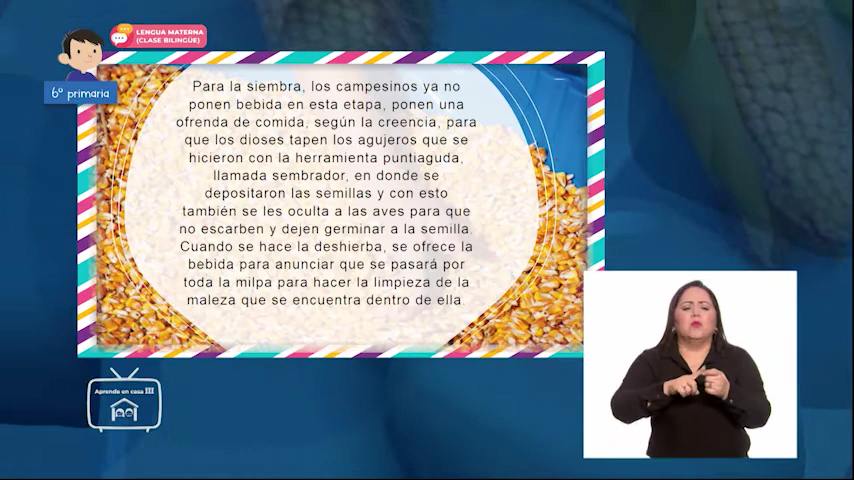 LENGUA MATERNA
(CLASE BILINGÜE)
6º primaria
Para la siembra, los campesinos ya no
ponen bebida en esta etapa, ponen una
ofrenda de comida, según la creencia, para
que los dioses tapen los agujeros que se
hicieron con la herramienta puntiaguda,
llamada sembrador, en donde se
depositaron las semillas y con esto
también se les oculta a las aves para que
no escarben y dejen germinar a la semilla.
Cuando se hace la deshierba, se ofrece la
bebida para anunciar que se pasará por
toda la milpa para hacer la limpieza de la
maleza que se encuentra dentro de ella.
Aprende en casa III